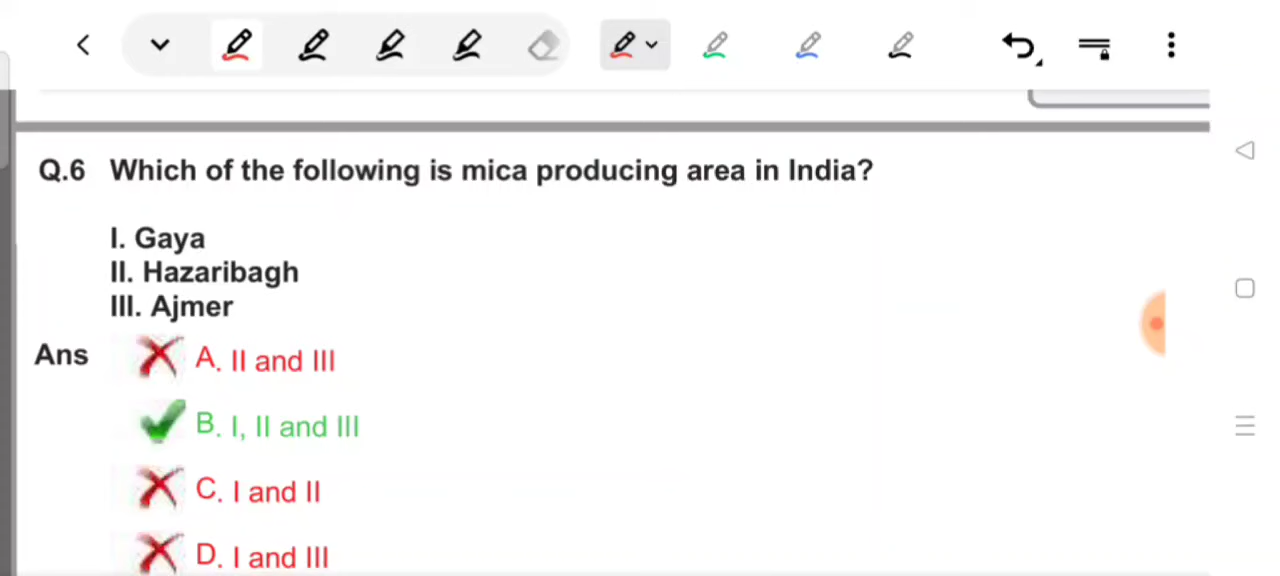 Q.6 Which of the following is mica producing area in India?
I. Gaya
II. Hazaribagh
III. Ajmer
Ans A. II and III
B. I, II and III
C. I and II
D. I and III